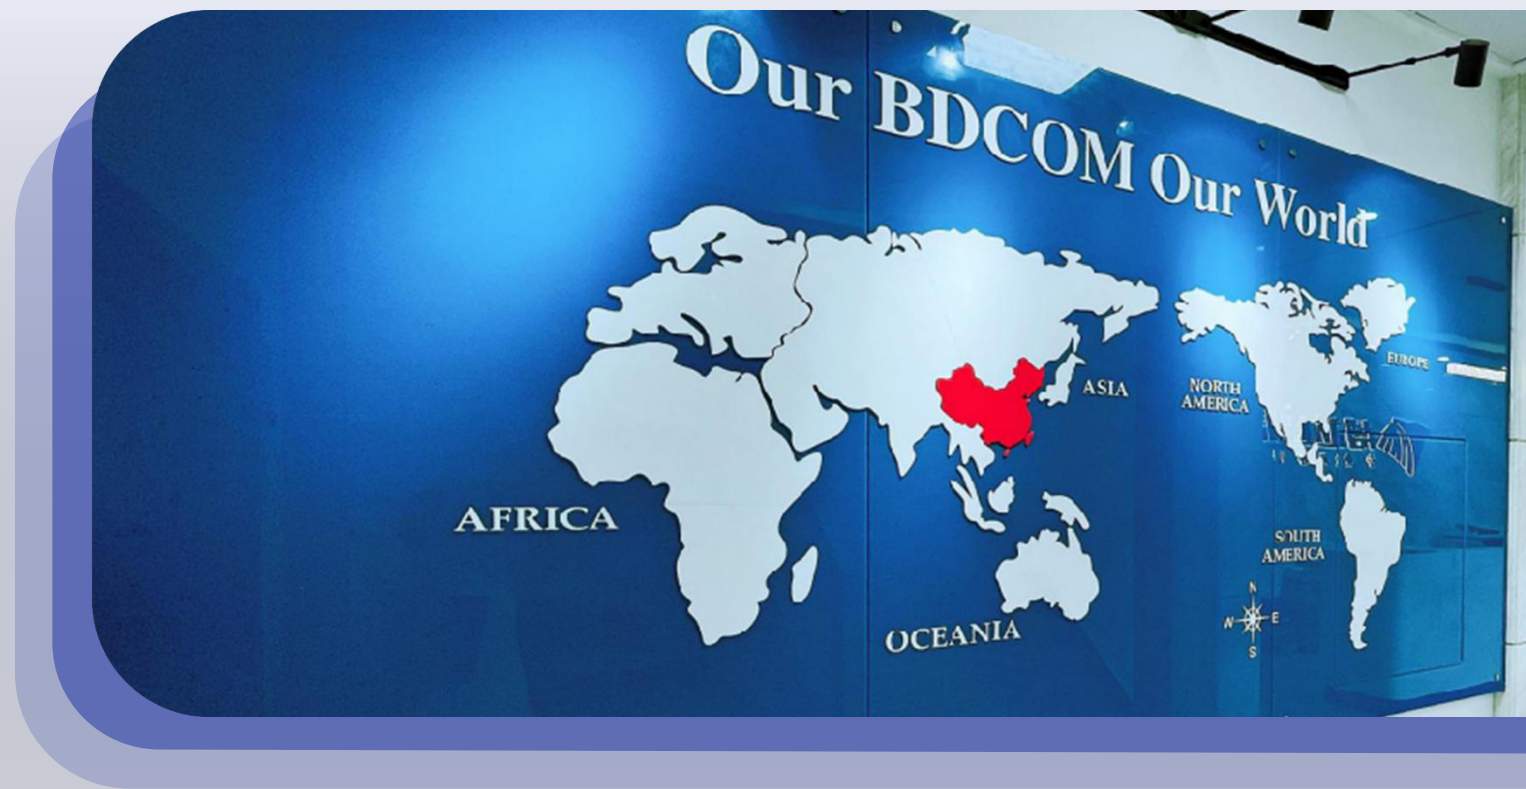 Our BDCOM Our World
ASIA
EUROPE
NORTH
AMERICA
AFRICA
SOUTH
AMERICA
OCEANIA
N
W E
S